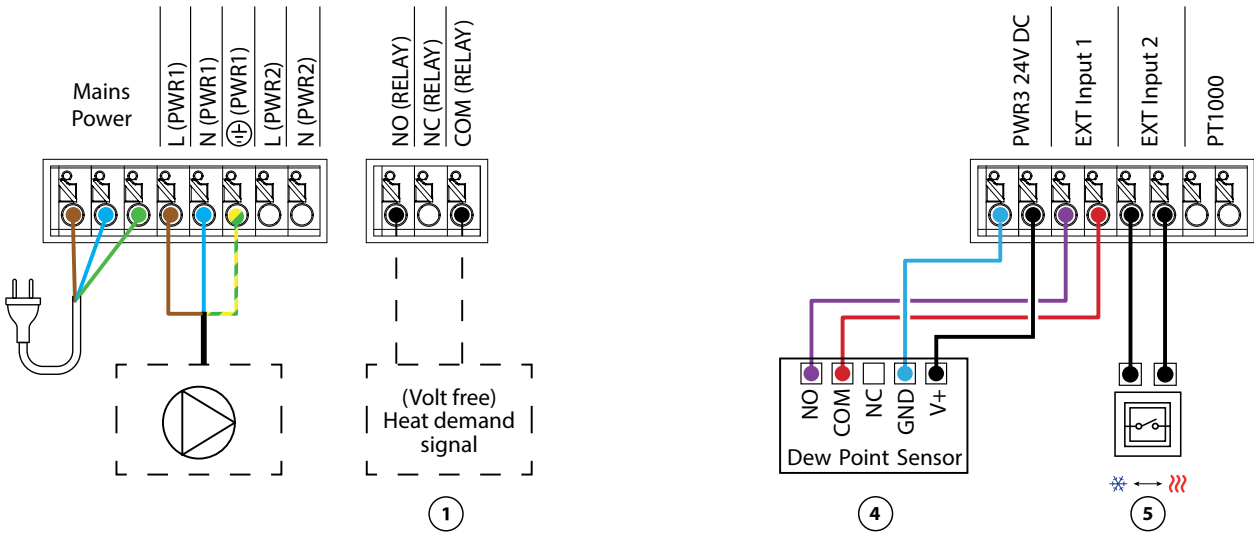 Mains
Power
L (PWR1)
N (PWR1)
(PWR1)
L (PWR2)
N (PWR2)
NO (RELAY)
NC (RELAY)
COM (RELAY)
(Volt free)
Heat demand
signal
1
PWR3 24V DC
EXT Input 1
EXT Input 2
PT1000
NO
COM
NC
GND
V+
Dew Point Sensor
4
5